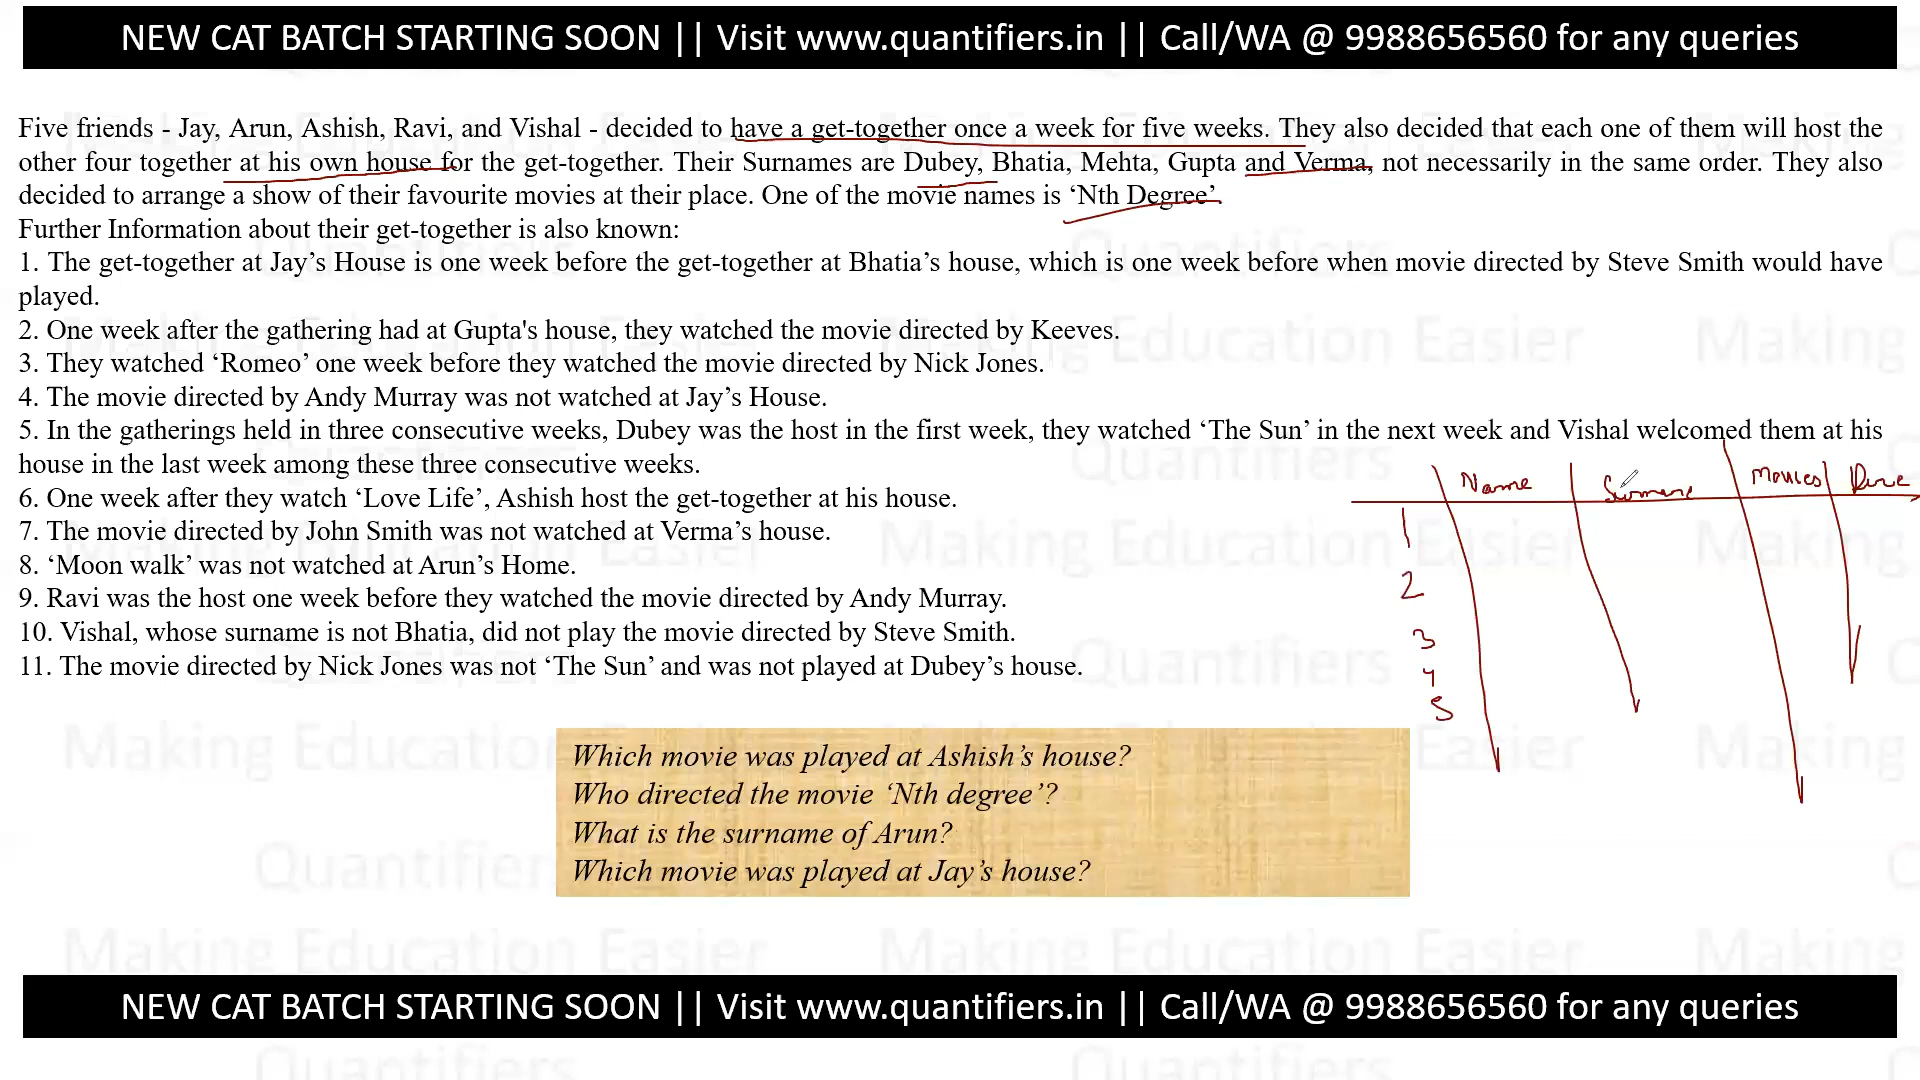 NEW CAT BATCH STARTING SOON || Visit www.quantifiers.in || Call/WA @ 9988656560 for any queries
Five friends - Jay, Arun, Ashish, Ravi, and Vishal - decided to have a get-together once a week for five weeks. They also decided that each one of them will host the
other four together at his own house for the get-together. Their Surnames are Dubey, Bhatia, Mehta, Gupta and Verma, not necessarily in the same order. They also
decided to arrange a show of their favourite movies at their place. One of the movie names is ‘Nth Degree’.
Further Information about their get-together is also known:
1. The get-together at Jay’s House is one week before the get-together at Bhatia’s house, which is one week before when movie directed by Steve Smith would have
played.
2. One week after the gathering had at Gupta's house, they watched the movie directed by Keeves.
3. They watched ‘Romeo’ one week before they watched the movie directed by Nick Jones.
4. The movie directed by Andy Murray was not watched at Jay’s House.
5. In the gatherings held in three consecutive weeks, Dubey was the host in the first week, they watched ‘The Sun’ in the next week and Vishal welcomed them at his
house in the last week among these three consecutive weeks.
6. One week after they watch ‘Love Life’, Ashish host the get-together at his house.
7. The movie directed by John Smith was not watched at Verma’s house.
8. ‘Moon walk’ was not watched at Arun’s Home.
9. Ravi was the host one week before they watched the movie directed by Andy Murray.
10. Vishal, whose surname is not Bhatia, did not play the movie directed by Steve Smith.
11. The movie directed by Nick Jones was not ‘The Sun’ and was not played at Dubey’s house.
Name Movies
1
2
3
4
5
Which movie was played at Ashish’s house?
Who directed the movie ‘Nth degree’?
What is the surname of Arun?
Which movie was played at Jay’s house?
Quantifiers
Making Education Easier
NEW CAT BATCH STARTING SOON || Visit www.quantifiers.in || Call/WA @ 9988656560 for any queries